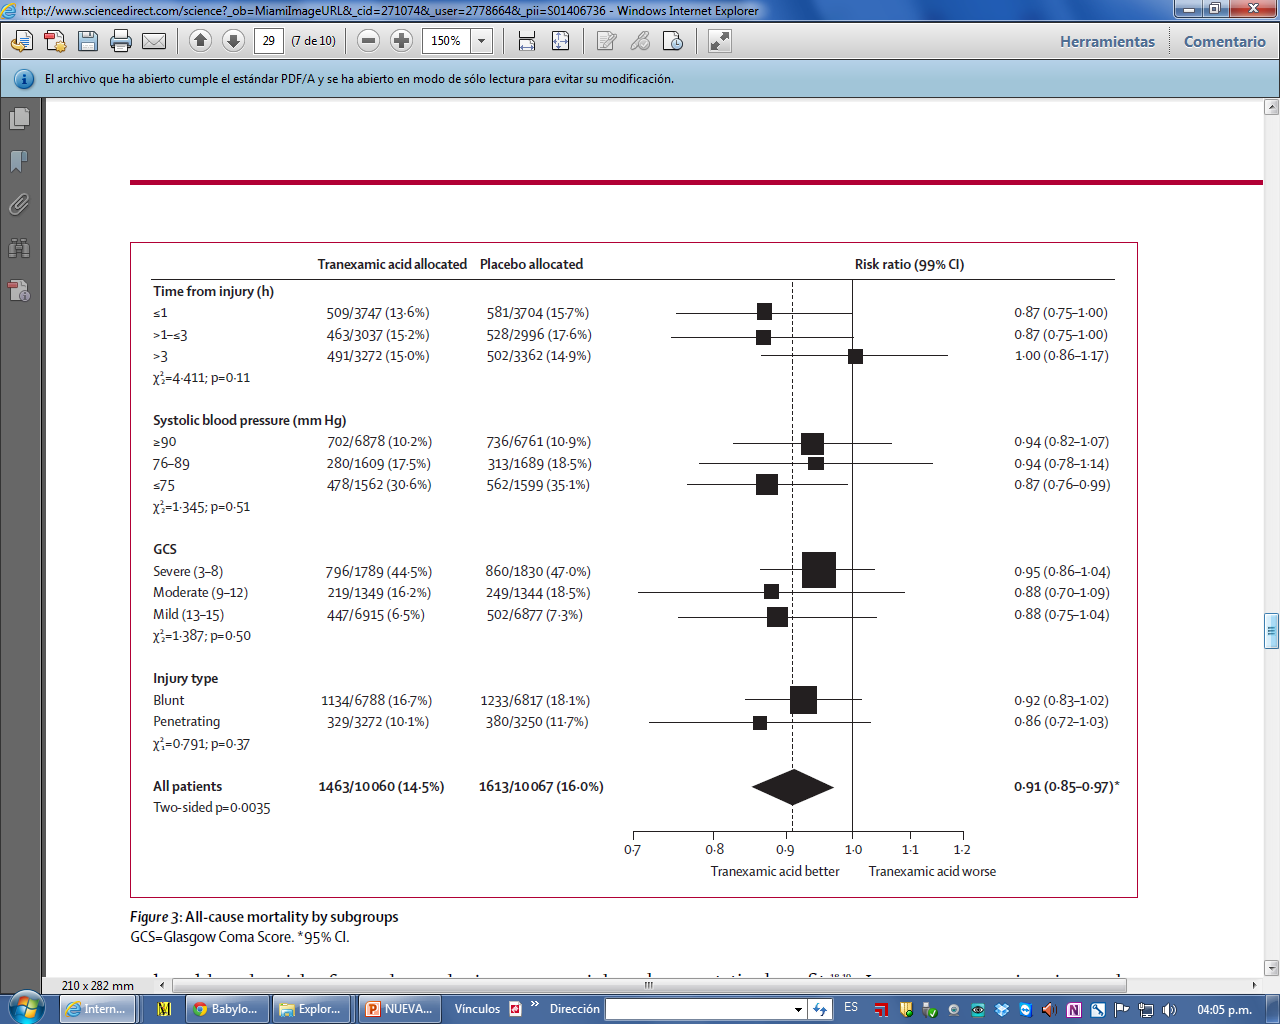 http://www.sciencedirect.com/science?_ob=MiamiImageURL&_cid=271074&_user=2778664&_pii=S01406736 - Windows Internet Explorer
29 (7 de 10) 150% Herramientas Comentario
El archivo que ha abierto cumple el estándar PDF/A y se ha abierto en modo de sólo lectura para evitar su modificación.
Tranexamic acid allocated Placebo allocated Risk ratio (99% CI)
Time from injury (h)
≤1 509/3747 (13·6%) 581/3704 (15·7%) 0·87 (0·75–1·00)
>1–≤3 463/3037 (15·2%) 528/2996 (17·6%) 0·87 (0·75–1·00)
>3 491/3272 (15·0%) 502/3362 (14·9%) 1·00 (0·86–1·17)
χ²₂=4·411; p=0·11
Systolic blood pressure (mm Hg)
≥90 702/6878 (10·2%) 736/6761 (10·9%) 0·94 (0·82–1·07)
76–89 280/1609 (17·5%) 313/1689 (18·5%) 0·94 (0·78–1·14)
≤75 478/1562 (30·6%) 562/1599 (35·1%) 0·87 (0·76–0·99)
χ²₂=1·345; p=0·51
GCS
Severe (3–8) 796/1789 (44·5%) 860/1830 (47·0%) 0·95 (0·86–1·04)
Moderate (9–12) 219/1349 (16·2%) 249/1344 (18·5%) 0·88 (0·70–1·09)
Mild (13–15) 447/6915 (6·5%) 502/6877 (7·3%) 0·88 (0·75–1·04)
χ²₂=1·387; p=0·50
Injury type
Blunt 1134/6788 (16·7%) 1233/6817 (18·1%) 0·92 (0·83–1·02)
Penetrating 329/3272 (10·1%) 380/3250 (11·7%) 0·86 (0·72–1·03)
χ²₁=0·791; p=0·37
All patients 1463/10 060 (14·5%) 1613/10 067 (16·0%) 0·91 (0·85–0·97)*
Two-sided p=0·0035
0·7 0·8 0·9 1·0 1·1 1·2
Tranexamic acid better Tranexamic acid worse
Figure 3: All-cause mortality by subgroups
GCS=Glasgow Coma Score. *95% CI.
210 x 282 mm
Intern... Babylo... Explor... NUEVA... Vínculos » Dirección ES 04:05 p.m.